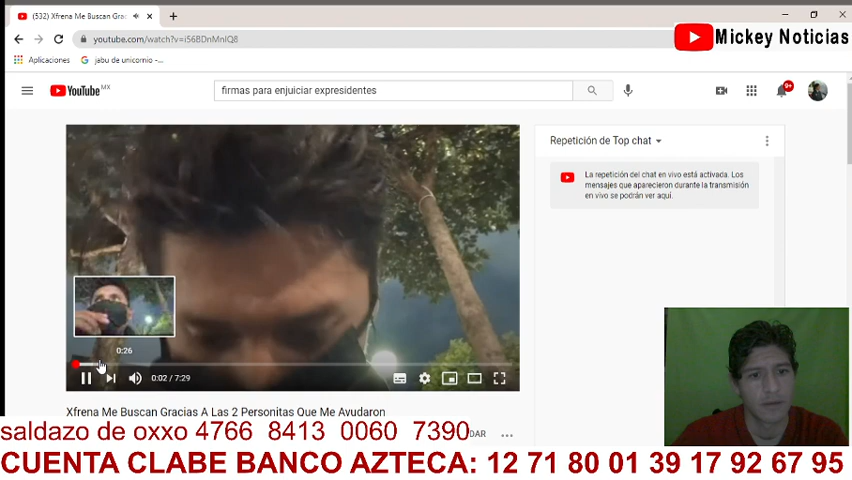 (532) Xfrena Me Buscan Grac
Mickey Noticias
youtube.com/watch?v=i56BDnMnIQ8
Aplicaciones
jabu de unicornio -...
YouTube MX
firmas para enjuiciar expresidentes
9+
Repetición de Top chat
La repetición del chat en vivo está activada. Los
mensajes que aparecieron durante la transmisión
en vivo se podrán ver aquí.
0:26
0:02 / 7:29
Xfrena Me Buscan Gracias A Las 2 Personitas Que Me Ayudaron
DAR
saldazo de oxxo 4766 8413 0060 7390
CUENTA CLABE BANCO AZTECA: 12 71 80 01 39 17 92 67 95